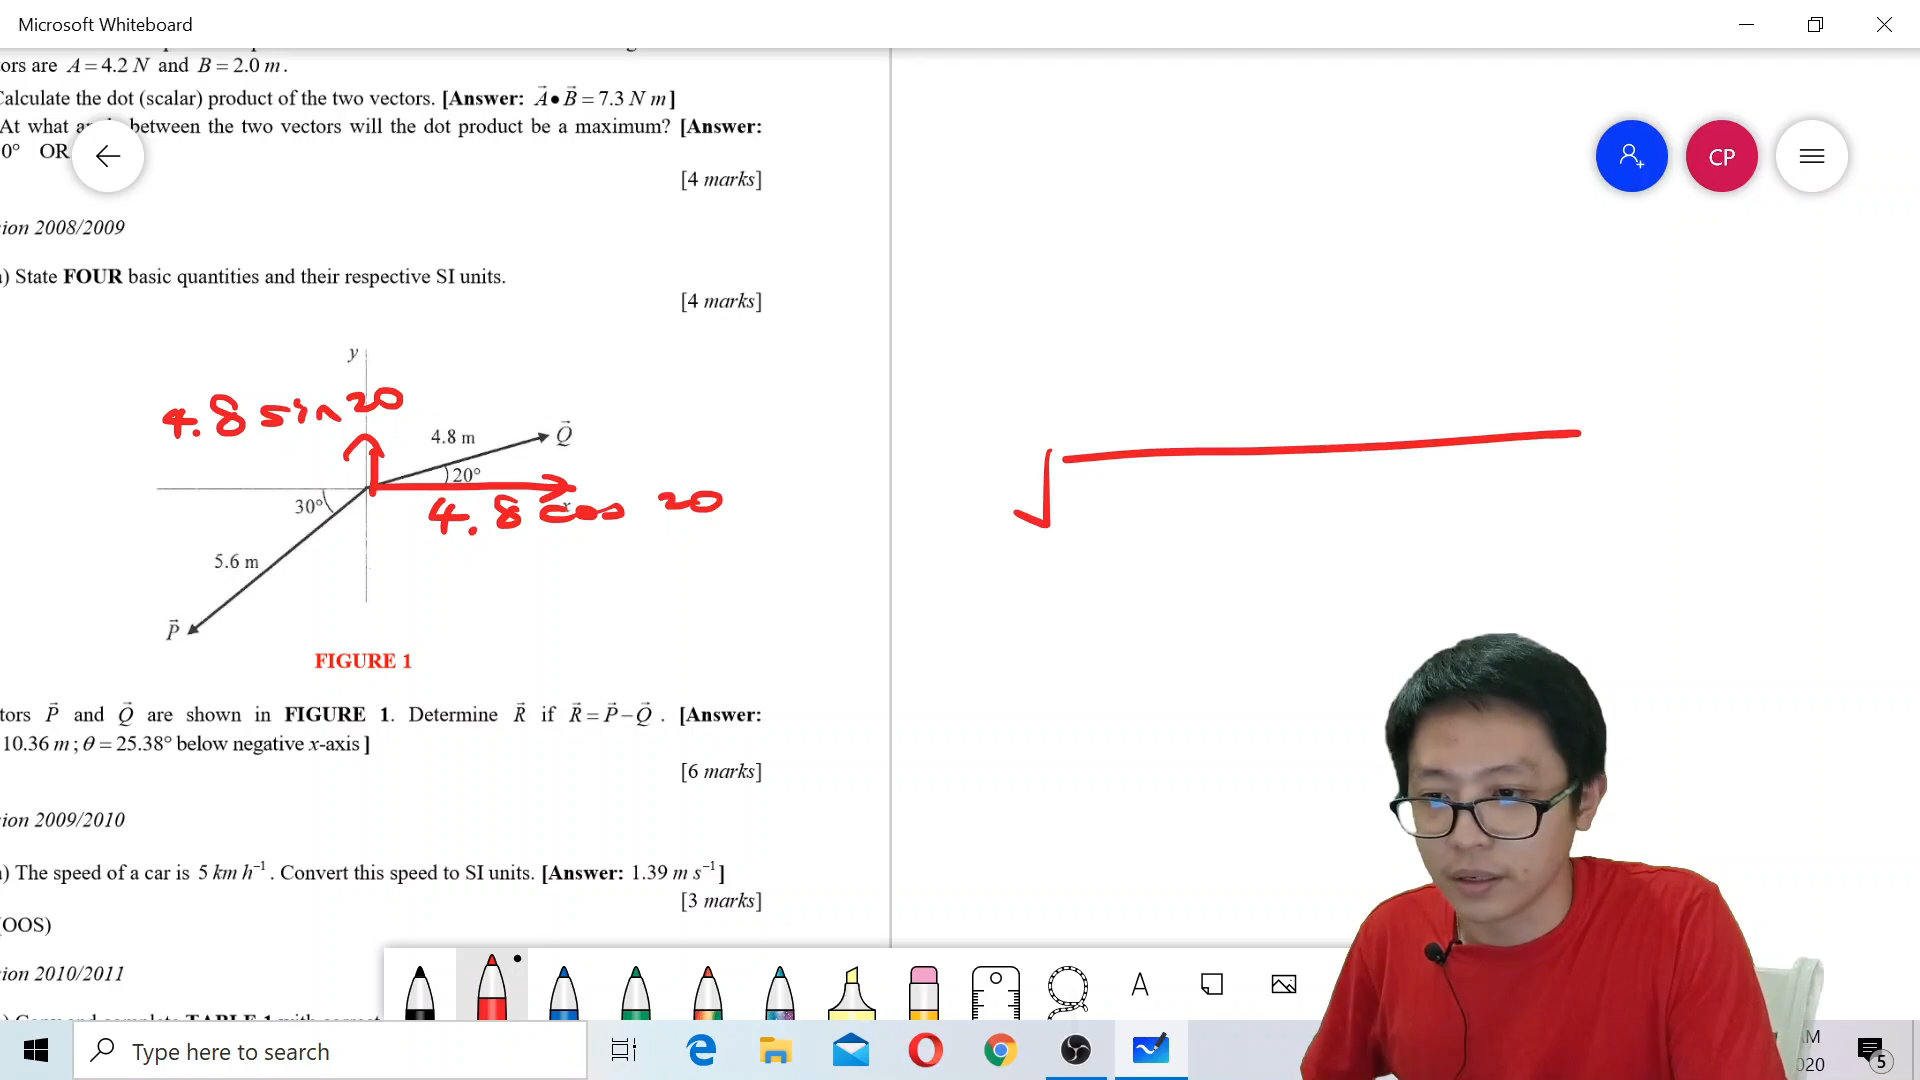 Microsoft Whiteboard
tors are A = 4.2 N and B = 2.0 m.
Calculate the dot (scalar) product of the two vectors. [Answer: A⃗ • B⃗ = 7.3 N m]
At what between the two vectors will the dot product be a maximum? [Answer:
0° OR
[4 marks]
sion 2008/2009
a) State FOUR basic quantities and their respective SI units.
[4 marks]
y
4.8 sin 20
4.8 m
Q⃗
20°
x
30°
4.8 cos 20
5.6 m
P⃗
FIGURE 1
tors P⃗ and Q⃗ are shown in FIGURE 1. Determine R⃗ if R⃗ = P⃗ − Q⃗ . [Answer:
10.36 m ; θ = 25.38° below negative x-axis ]
[6 marks]
sion 2009/2010
a) The speed of a car is 5 km h⁻¹. Convert this speed to SI units. [Answer: 1.39 m s⁻¹]
[3 marks]
(OOS)
sion 2010/2011
√
CP
A
Type here to search
M
020
5